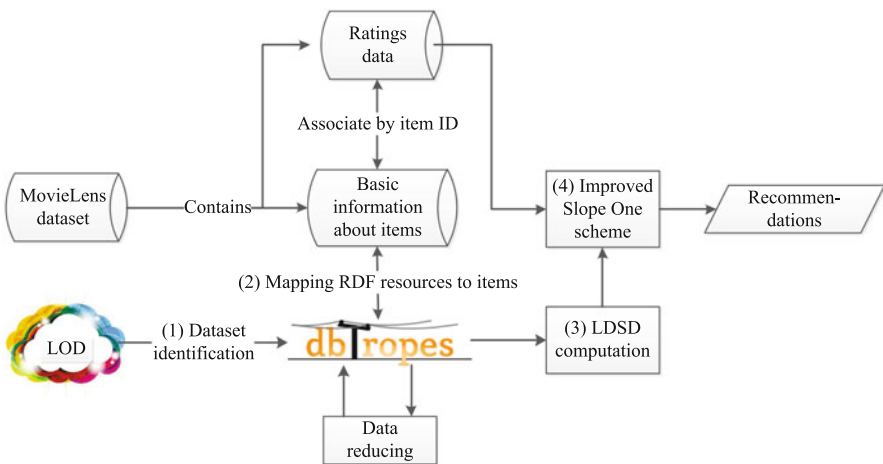 Ratings
data
Associate by item ID
MovieLens
dataset
Contains
Basic
information
about items
(4) Improved
Slope One
scheme
Recommen-
dations
(2) Mapping RDF resources to items
LOD
(1) Dataset
identification
dbTropes
(3) LDSD
computation
Data
reducing